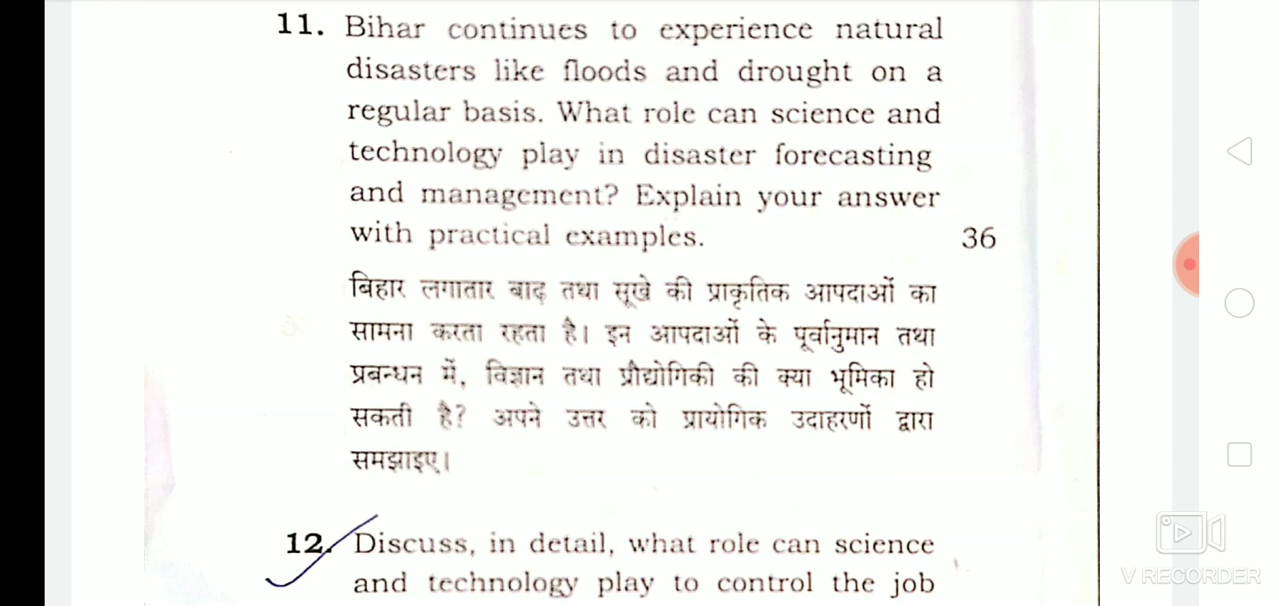 11. Bihar continues to experience natural
disasters like floods and drought on a
regular basis. What role can science and
technology play in disaster forecasting
and management? Explain your answer
with practical examples. 36
बिहार लगातार बाढ़ तथा सूखे की प्राकृतिक आपदाओं का
सामना करता रहता है। इन आपदाओं के पूर्वानुमान तथा
प्रबन्धन में, विज्ञान तथा प्रौद्योगिकी की क्या भूमिका हो
सकती है? अपने उत्तर को प्रायोगिक उदाहरणों द्वारा
समझाइए।
12. Discuss, in detail, what role can science
and technology play to control the job
V RECORDER